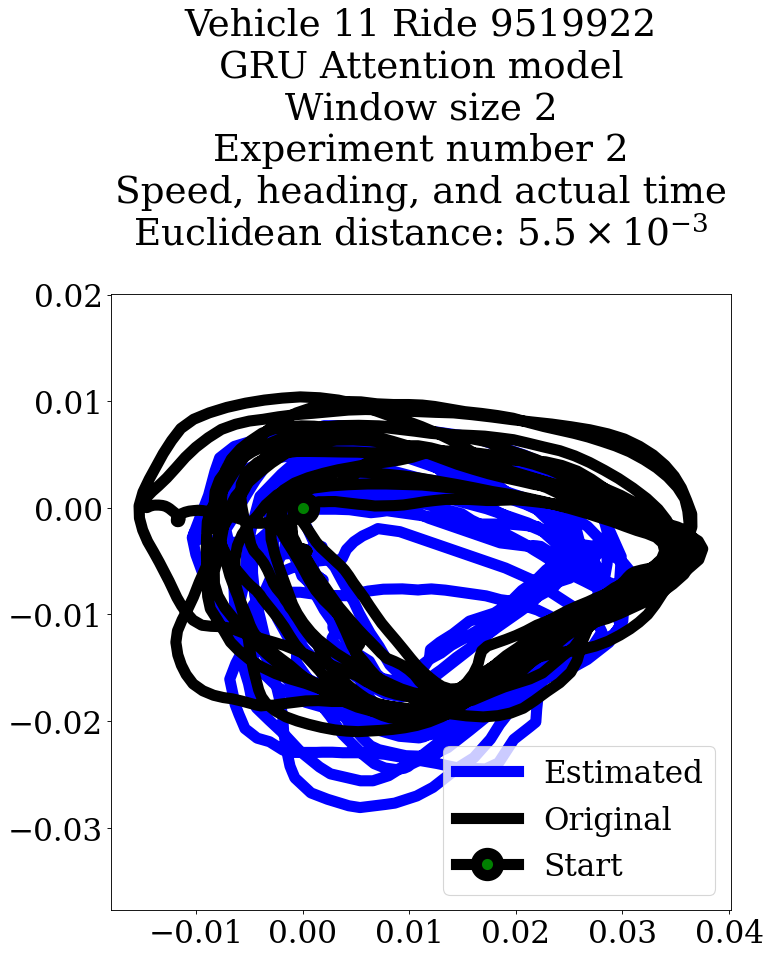 Vehicle 11 Ride 9519922
GRU Attention model
Window size 2
Experiment number 2
Speed, heading, and actual time
Euclidean distance: 5.5 × 10⁻³
0.02
0.01
0.00
−0.01
−0.02
−0.03
Estimated
Original
Start
−0.01 0.00 0.01 0.02 0.03 0.04